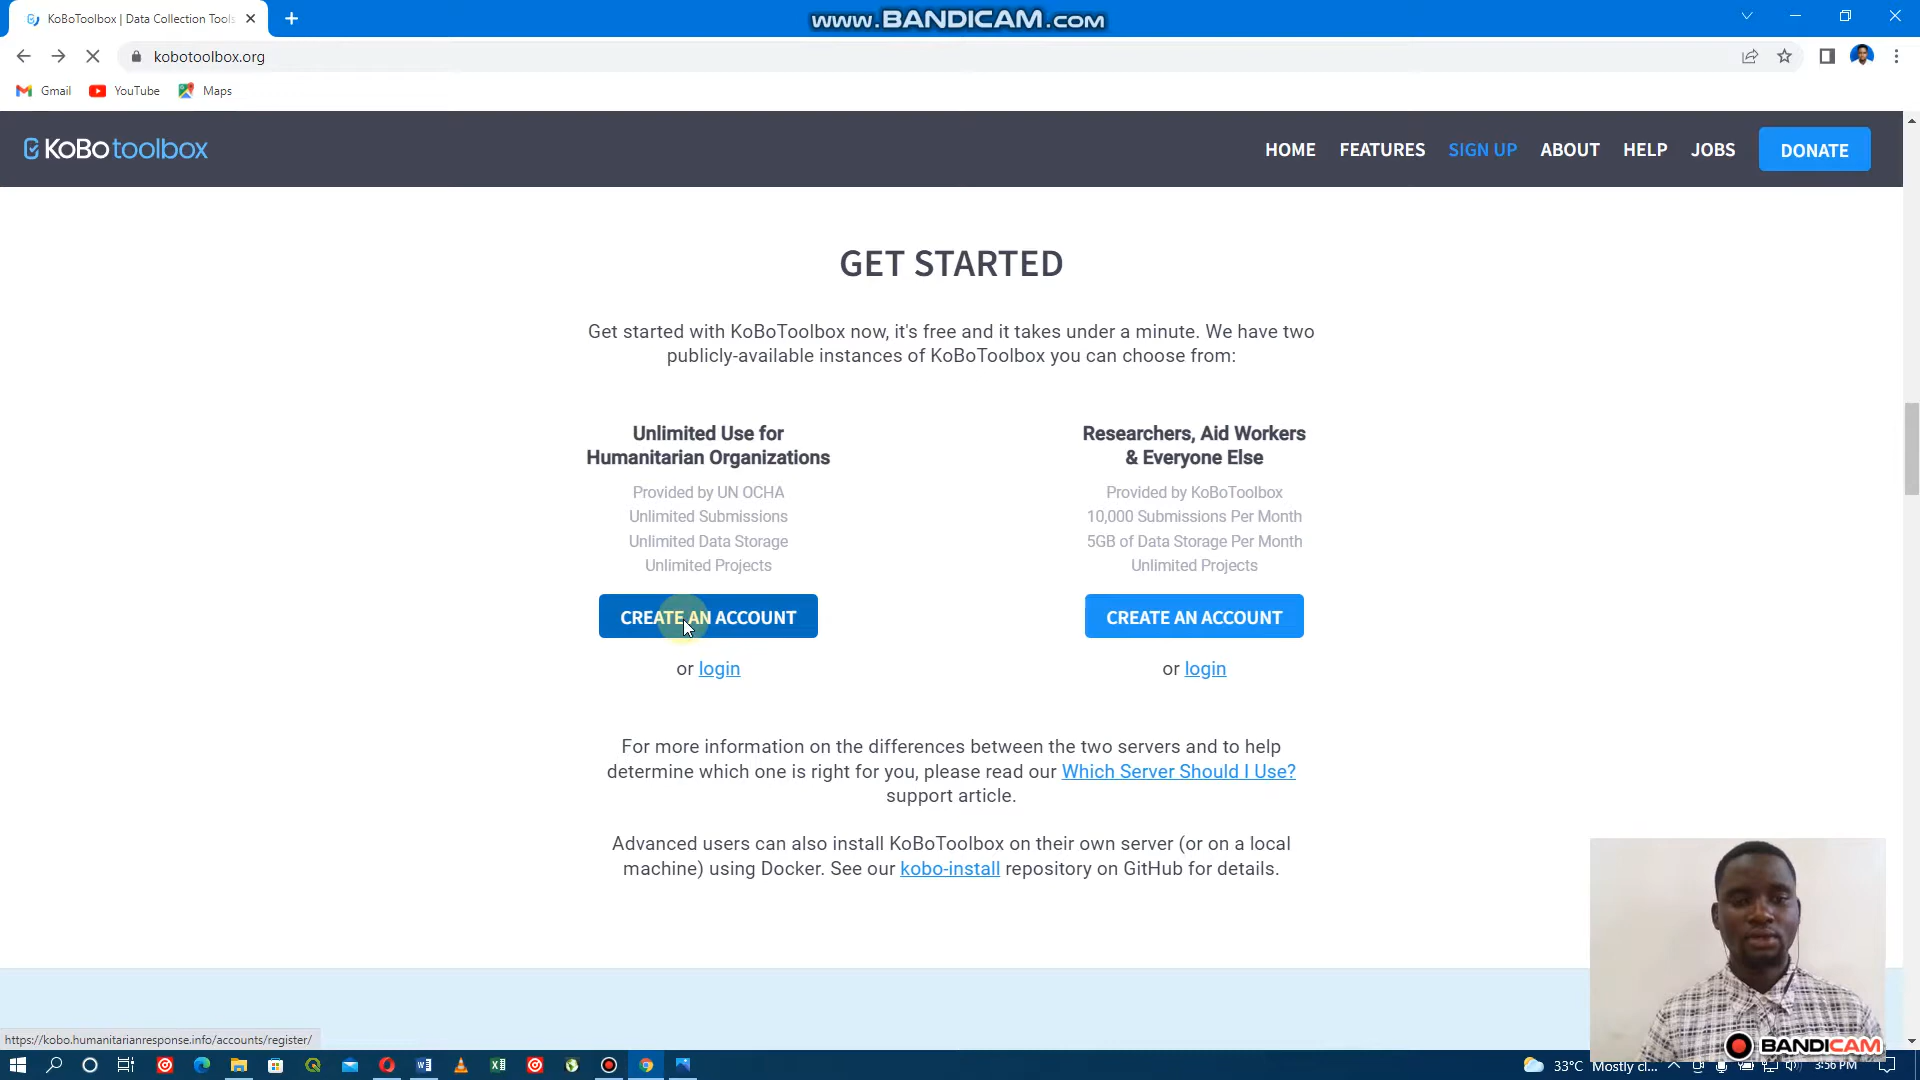 KoBoToolbox | Data Collection Tools
WWW.BANDICAM.COM
kobotoolbox.org
Gmail YouTube Maps
KoBo toolbox
HOME FEATURES SIGN UP ABOUT HELP JOBS DONATE
GET STARTED
Get started with KoBoToolbox now, it's free and it takes under a minute. We have two
publicly-available instances of KoBoToolbox you can choose from:
Unlimited Use for
Humanitarian Organizations
Provided by UN OCHA
Unlimited Submissions
Unlimited Data Storage
Unlimited Projects
CREATE AN ACCOUNT
or login
Researchers, Aid Workers
& Everyone Else
Provided by KoBoToolbox
10,000 Submissions Per Month
5GB of Data Storage Per Month
Unlimited Projects
CREATE AN ACCOUNT
or login
For more information on the differences between the two servers and to help
determine which one is right for you, please read our Which Server Should I Use?
support article.
Advanced users can also install KoBoToolbox on their own server (or on a local
machine) using Docker. See our kobo-install repository on GitHub for details.
https://kobo.humanitarianresponse.info/accounts/register/
BANDICAM
33°C Mostly cl... 3:56 PM